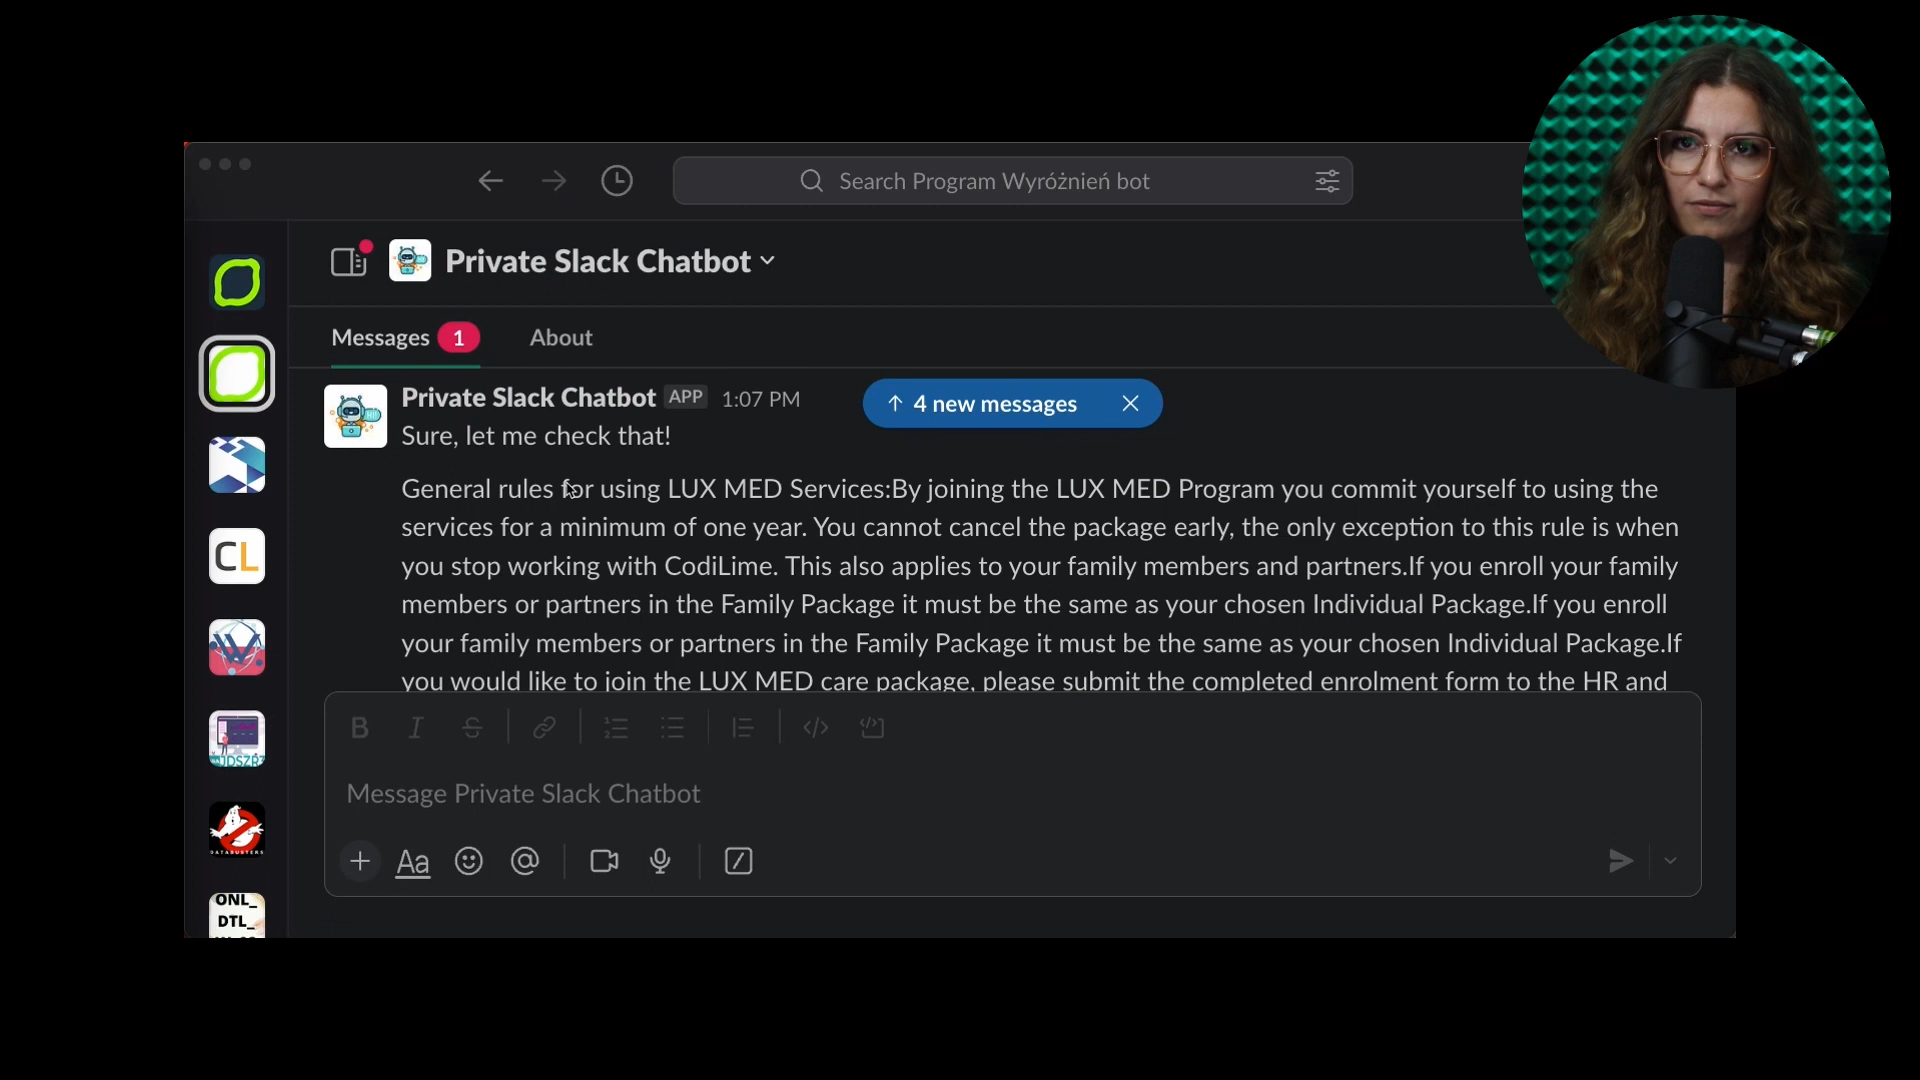 Search Program Wyróżnień bot
Private Slack Chatbot
Messages 1
About
Private Slack Chatbot APP 1:07 PM
4 new messages
Sure, let me check that!
General rules for using LUX MED Services:By joining the LUX MED Program you commit yourself to using the
services for a minimum of one year. You cannot cancel the package early, the only exception to this rule is when
you stop working with CodiLime. This also applies to your family members and partners.If you enroll your family
members or partners in the Family Package it must be the same as your chosen Individual Package.If you enroll
your family members or partners in the Family Package it must be the same as your chosen Individual Package.If
you would like to join the LUX MED care package, please submit the completed enrolment form to the HR and
Message Private Slack Chatbot
Aa
CL
W
JDSZR
DATABUSTERS
ONL_
DTL_